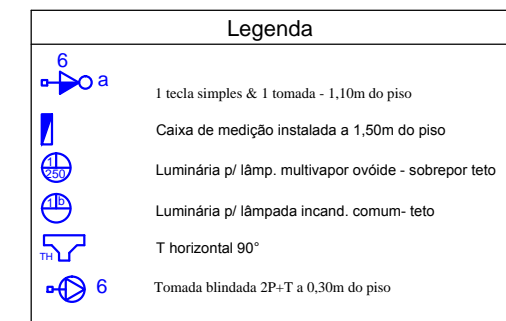 Legenda
6
a
1 tecla simples & 1 tomada - 1,10m do piso
Caixa de medição instalada a 1,50m do piso
1
250
Luminária p/ lâmp. multivapor ovóide - sobrepor teto
1 b
Luminária p/ lâmpada incand. comum- teto
TH
T horizontal 90°
6
Tomada blindada 2P+T a 0,30m do piso